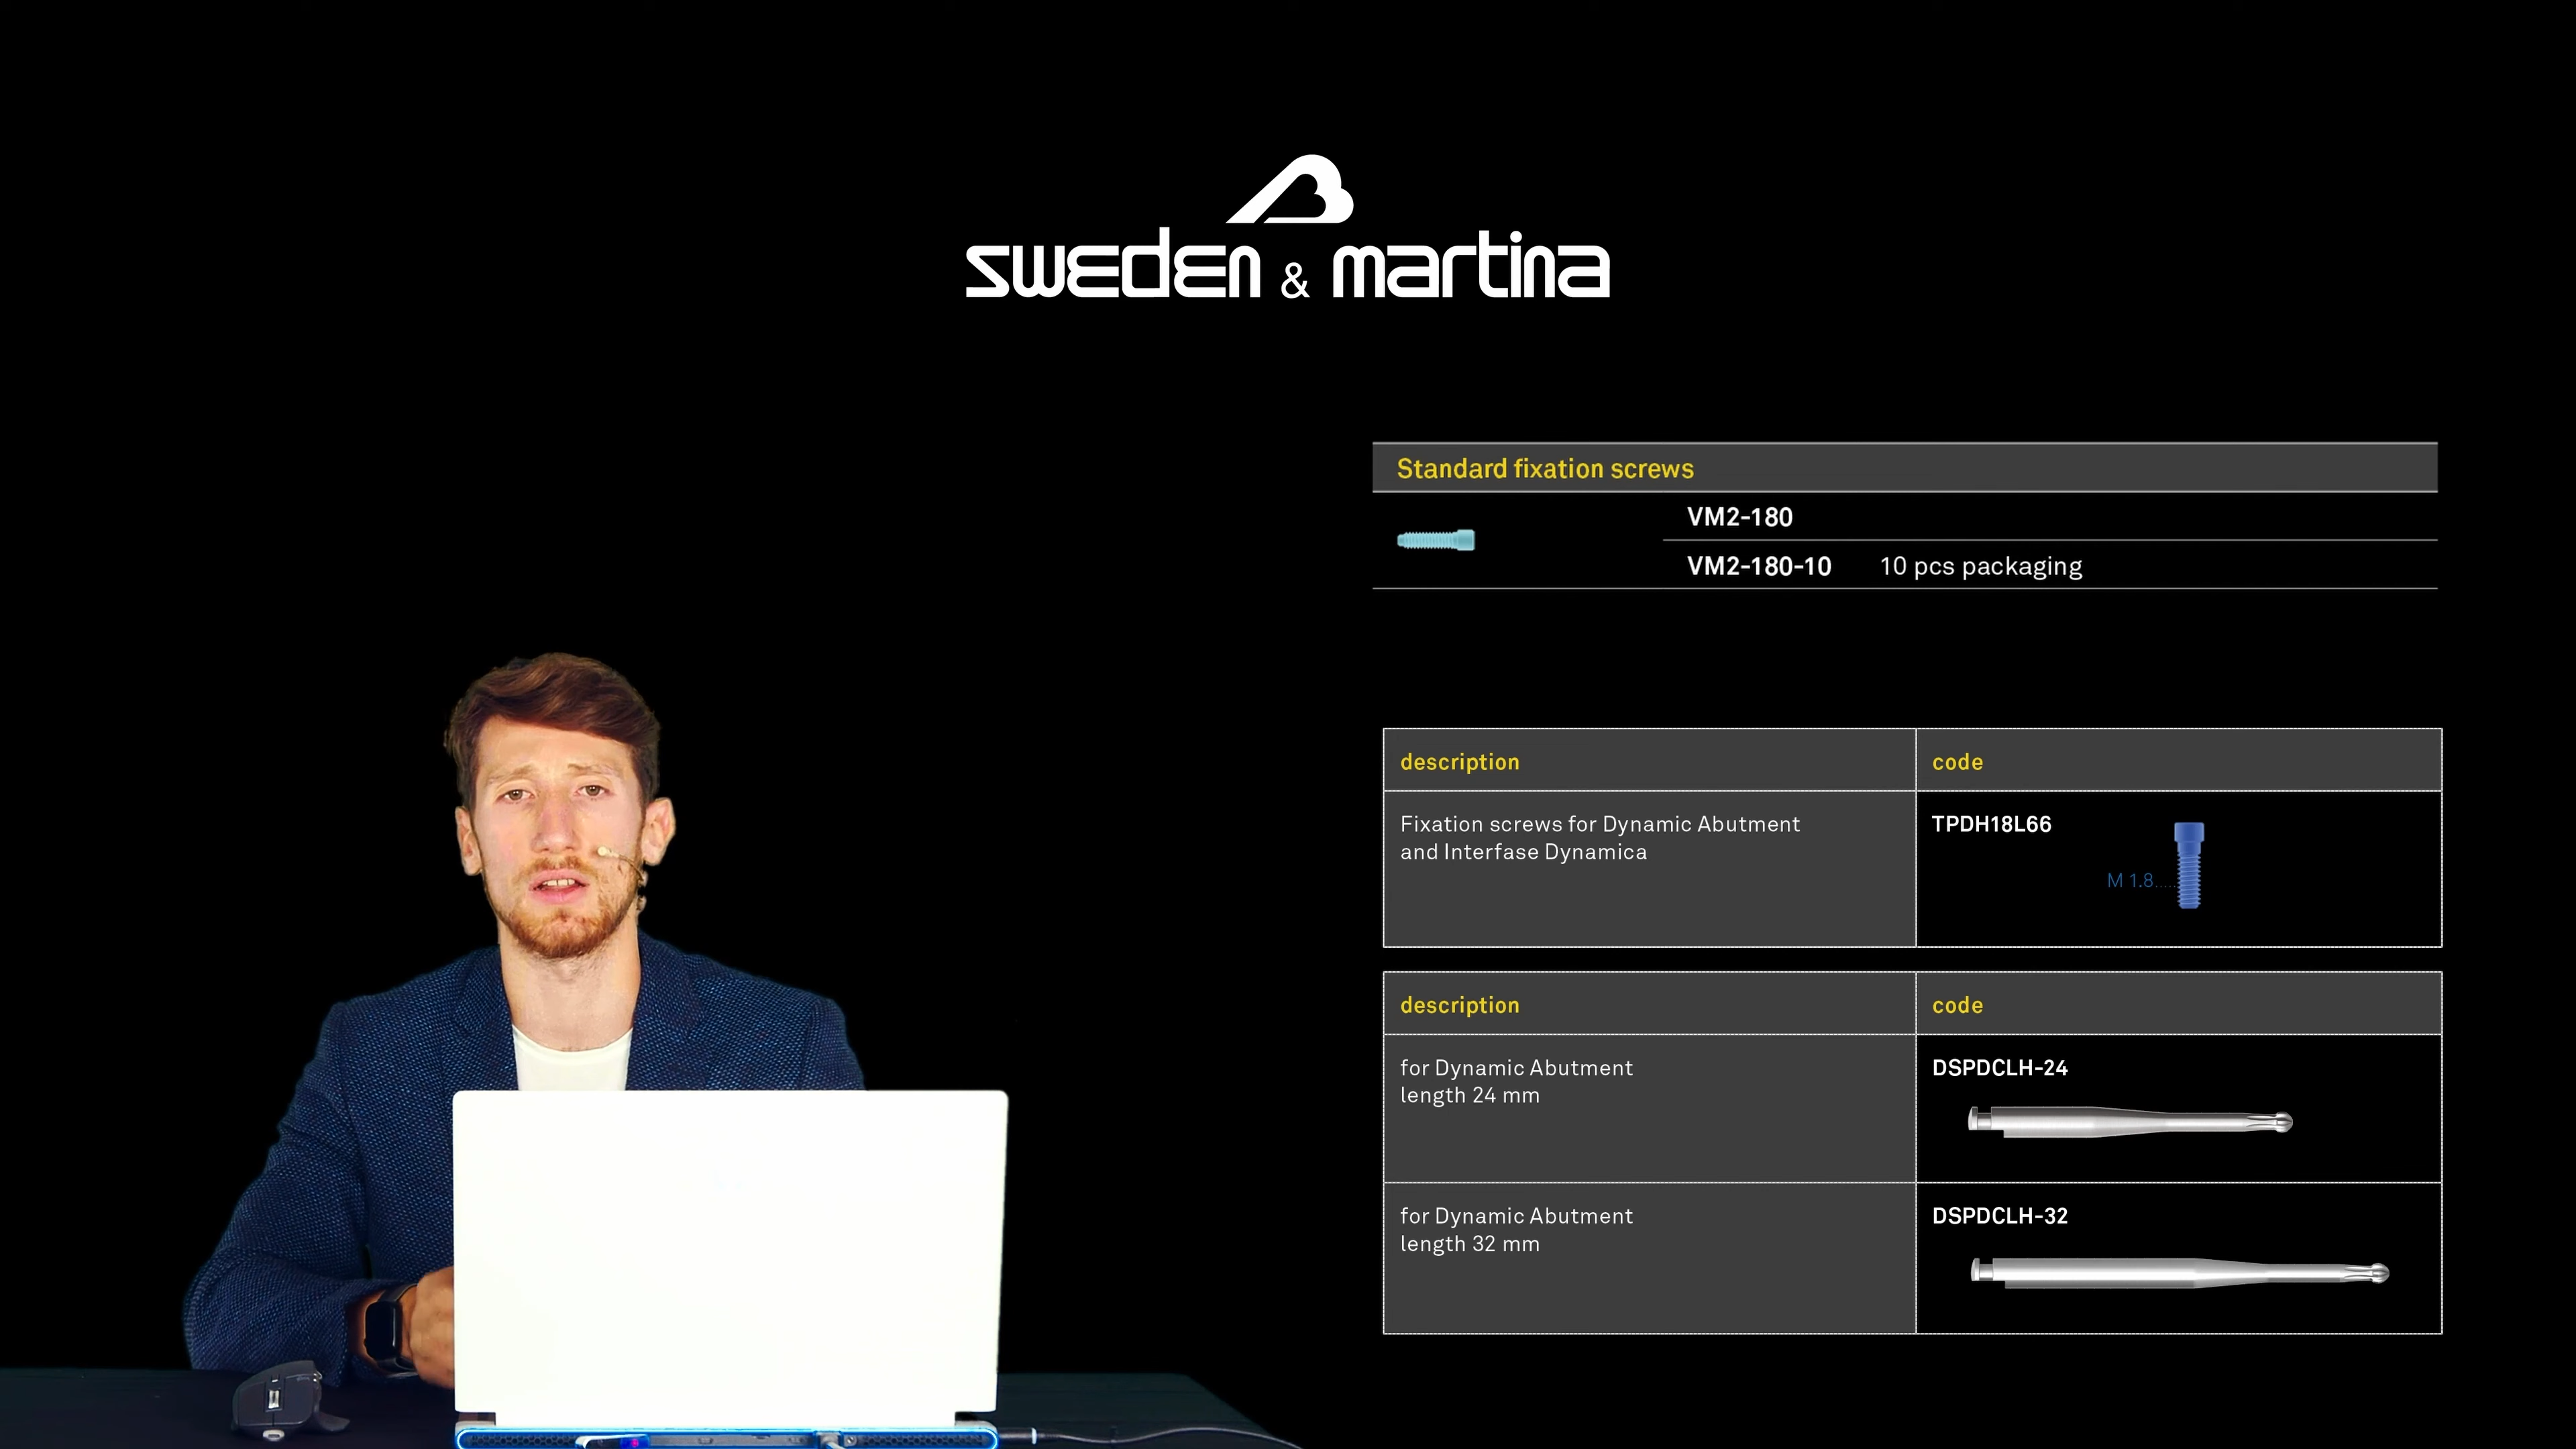 sweden & martina
Standard fixation screws
VM2-180
VM2-180-10 10 pcs packaging
description code
Fixation screws for Dynamic Abutment
and Interfase Dynamica
TPDH18L66
M 1.8
description code
for Dynamic Abutment
length 24 mm
DSPDCLH-24
for Dynamic Abutment
length 32 mm
DSPDCLH-32